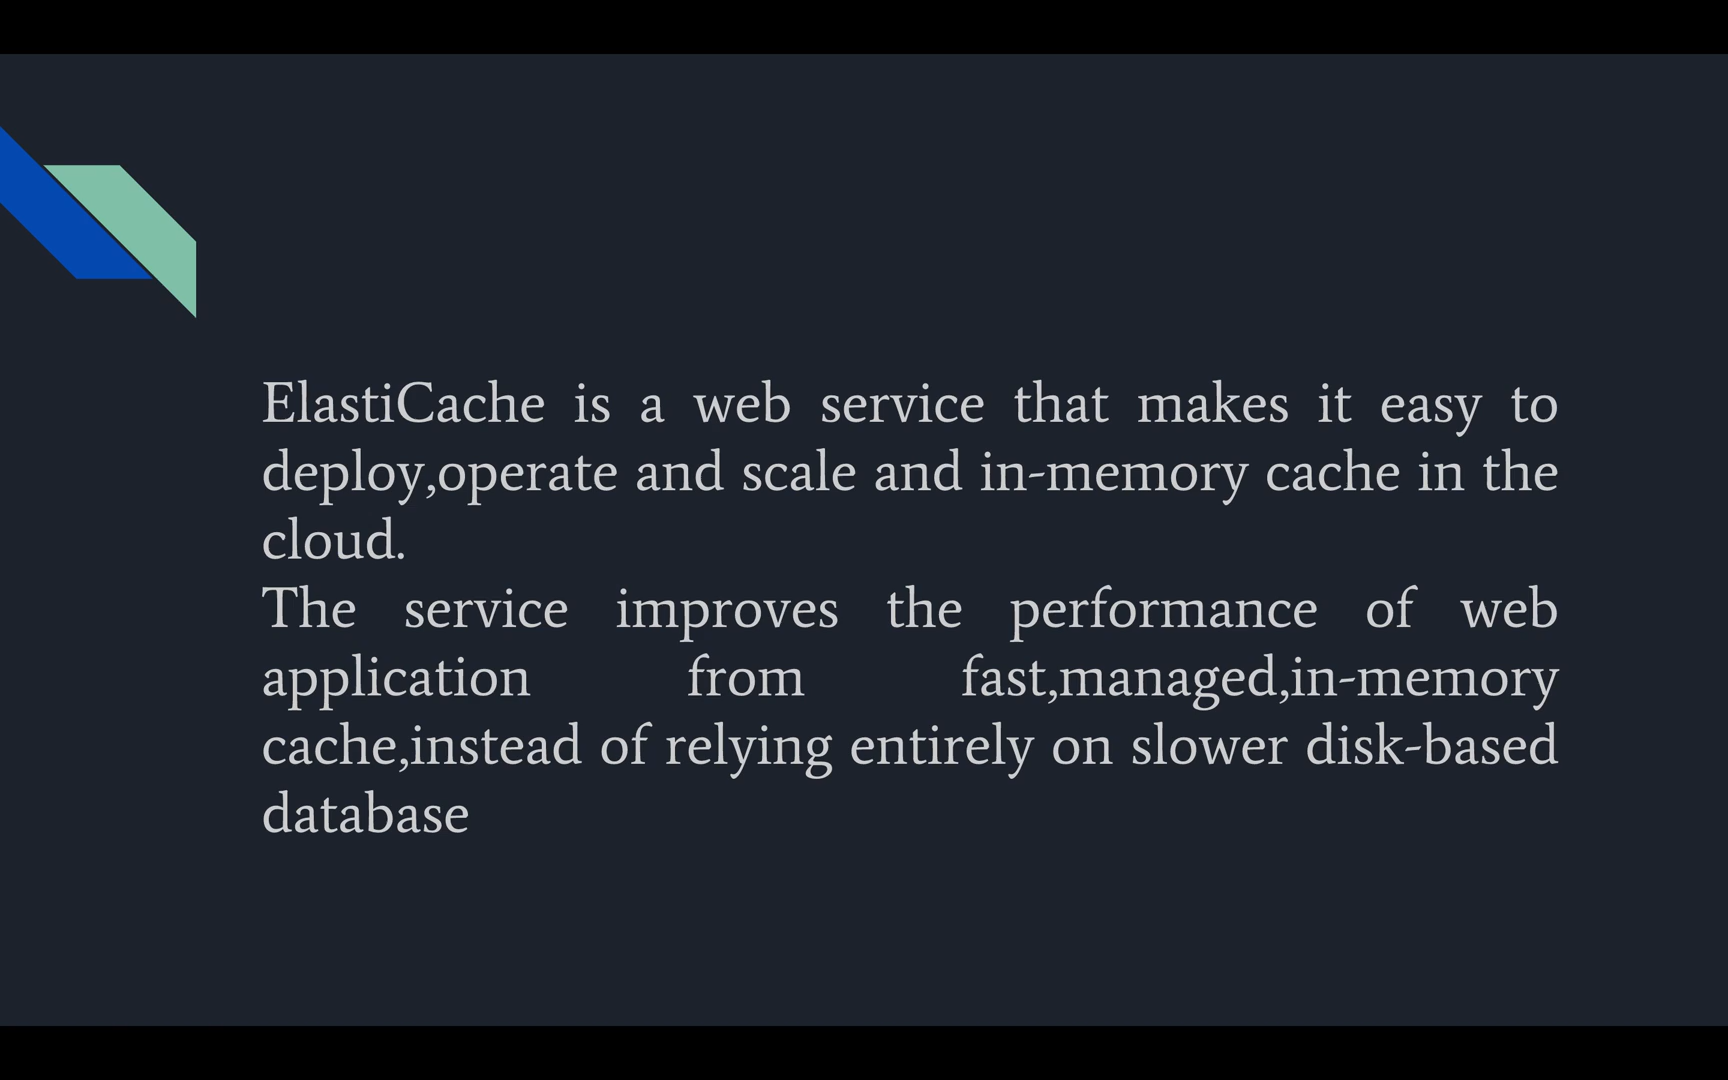 ElastiCache is a web service that makes it easy to
deploy,operate and scale and in-memory cache in the
cloud.
The service improves the performance of web
application from fast,managed,in-memory
cache,instead of relying entirely on slower disk-based
database